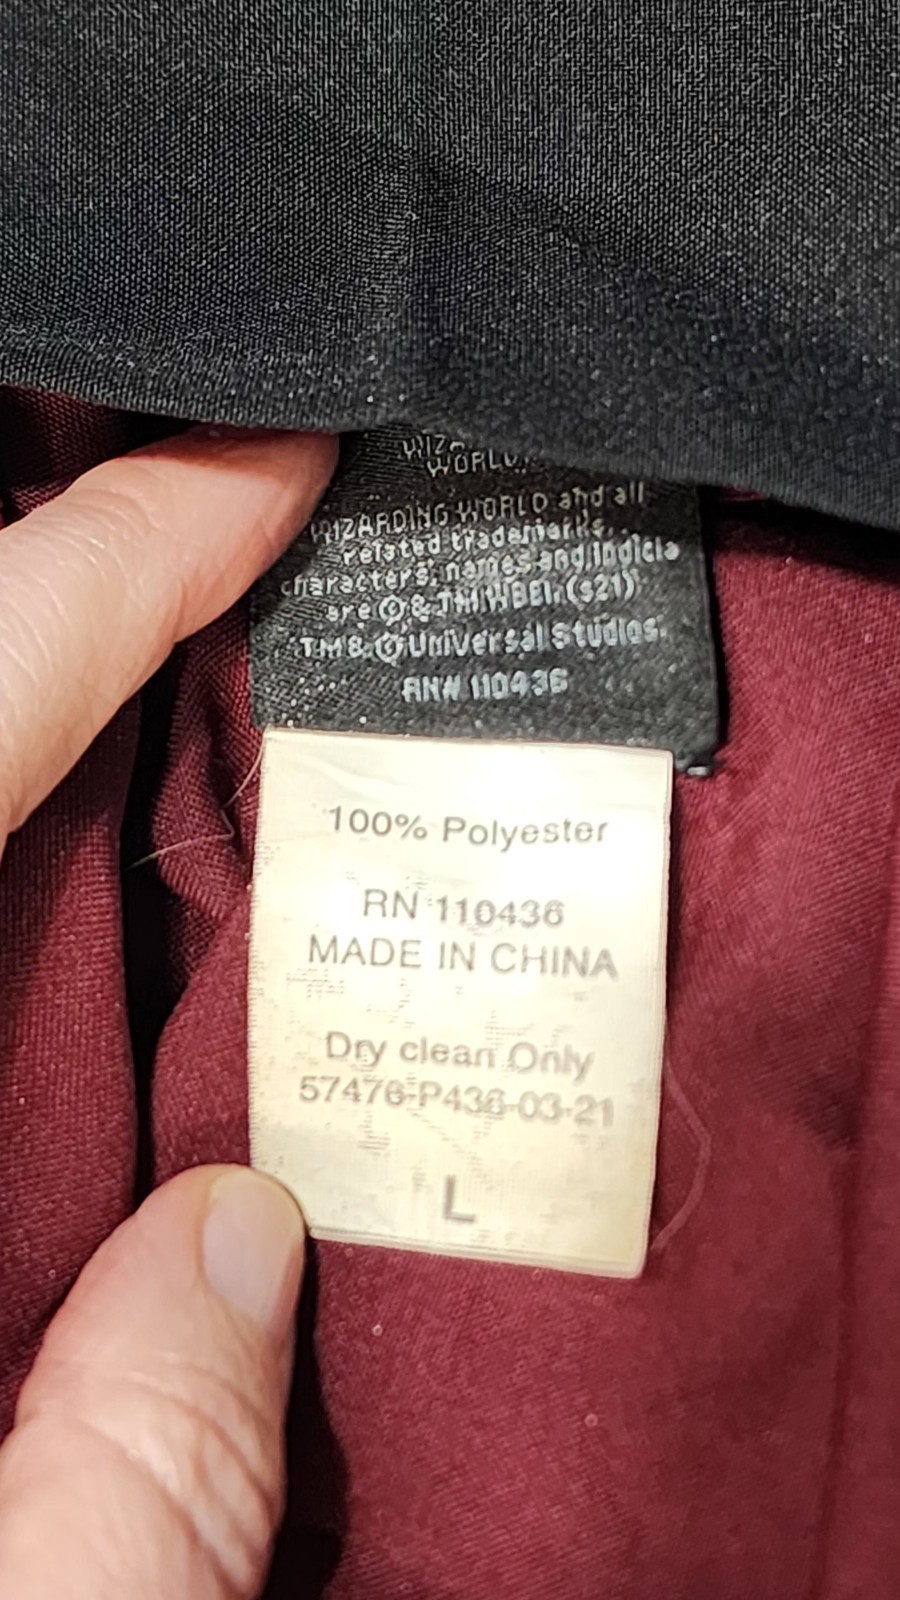 WORLD
WIZARDING WORLD and all
related trademarks,
characters, names and indicia
are © & TM WBEI. (s21)
TM & © Universal Studios.
RN# 110436
100% Polyester
RN 110436
MADE IN CHINA
Dry clean Only
57476-P436-03-21
L